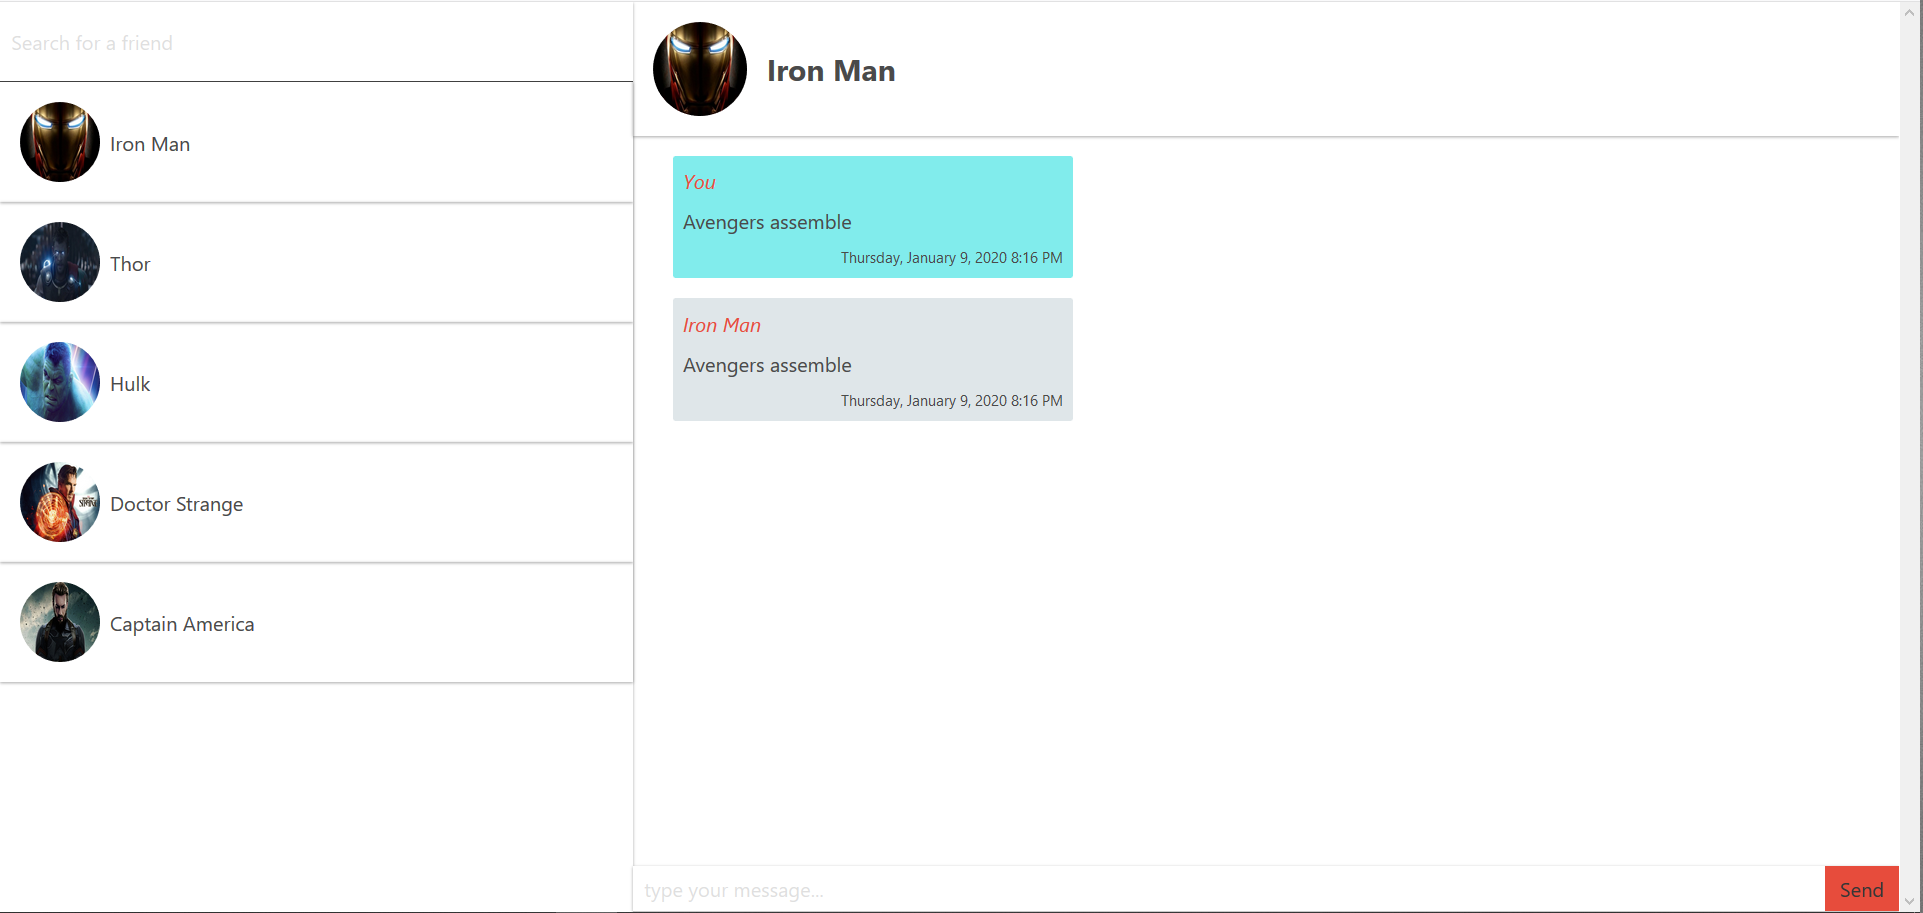 Search for a friend
Iron Man
Thor
Hulk
Doctor Strange
Captain America
Iron Man
You
Avengers assemble
Thursday, January 9, 2020 8:16 PM
Iron Man
Avengers assemble
Thursday, January 9, 2020 8:16 PM
type your message...
Send